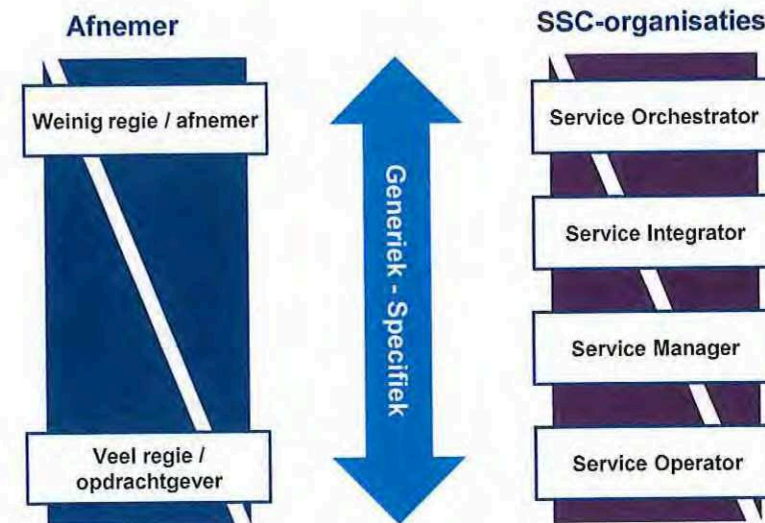 Afnemer
SSC-organisaties
Weinig regie / afnemer
Service Orchestrator
Generiek - Specifiek
Service Integrator
Service Manager
Veel regie /
opdrachtgever
Service Operator